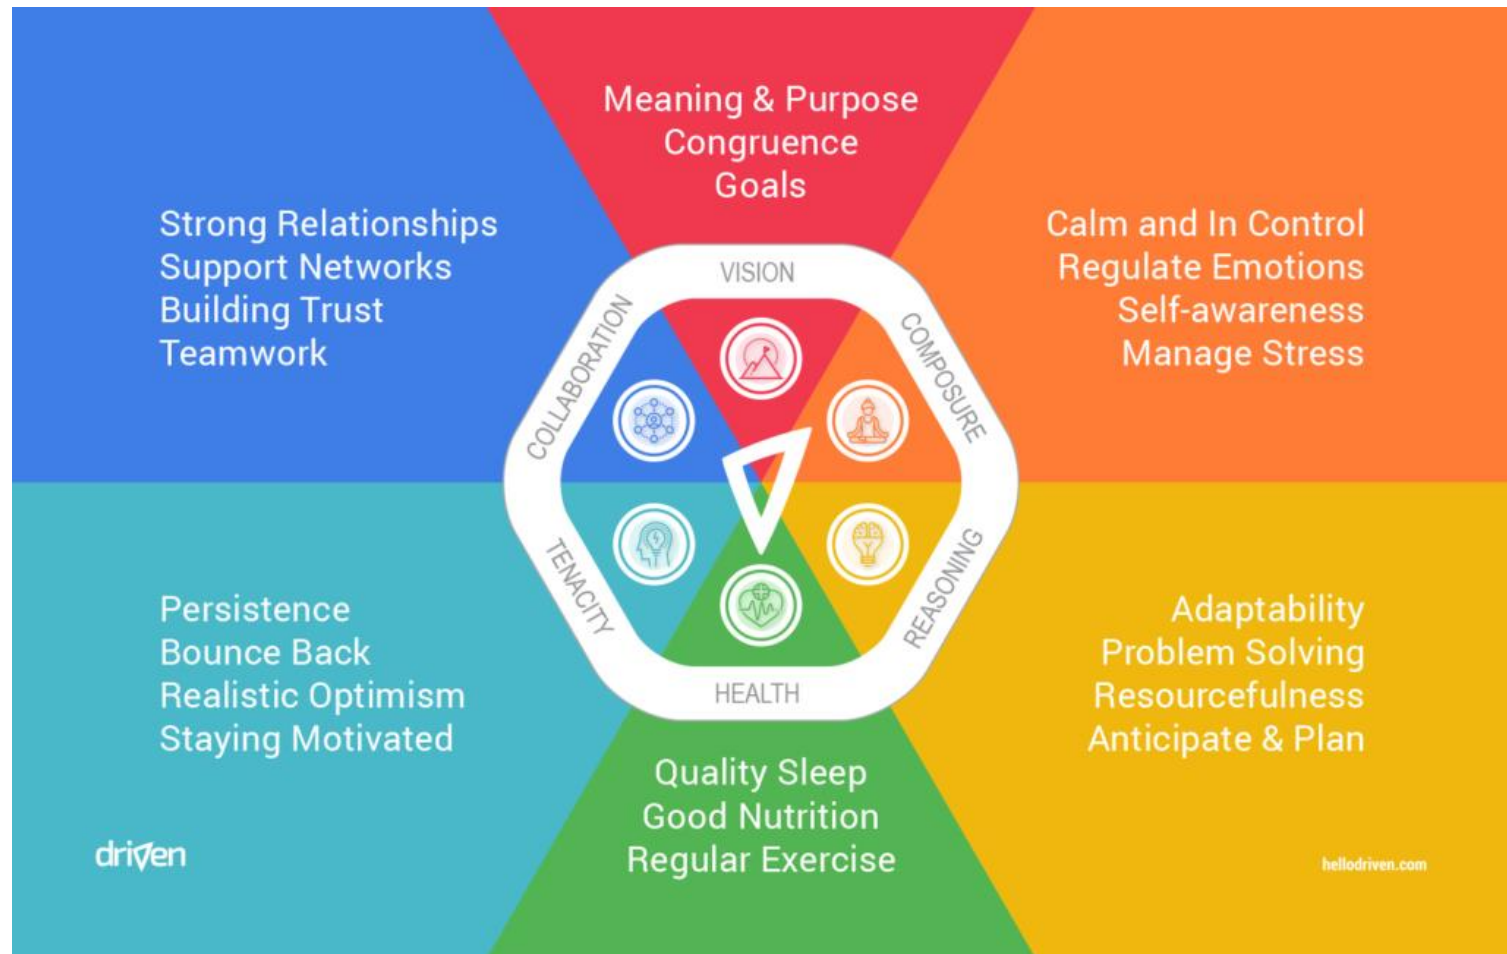 Meaning & Purpose
Congruence
Goals
Strong Relationships
Support Networks
Building Trust
Teamwork
Calm and In Control
Regulate Emotions
Self-awareness
Manage Stress
VISION
COLLABORATION
COMPOSURE
TENACITY
REASONING
HEALTH
Persistence
Bounce Back
Realistic Optimism
Staying Motivated
Adaptability
Problem Solving
Resourcefulness
Anticipate & Plan
Quality Sleep
Good Nutrition
Regular Exercise
driven
hellodriven.com